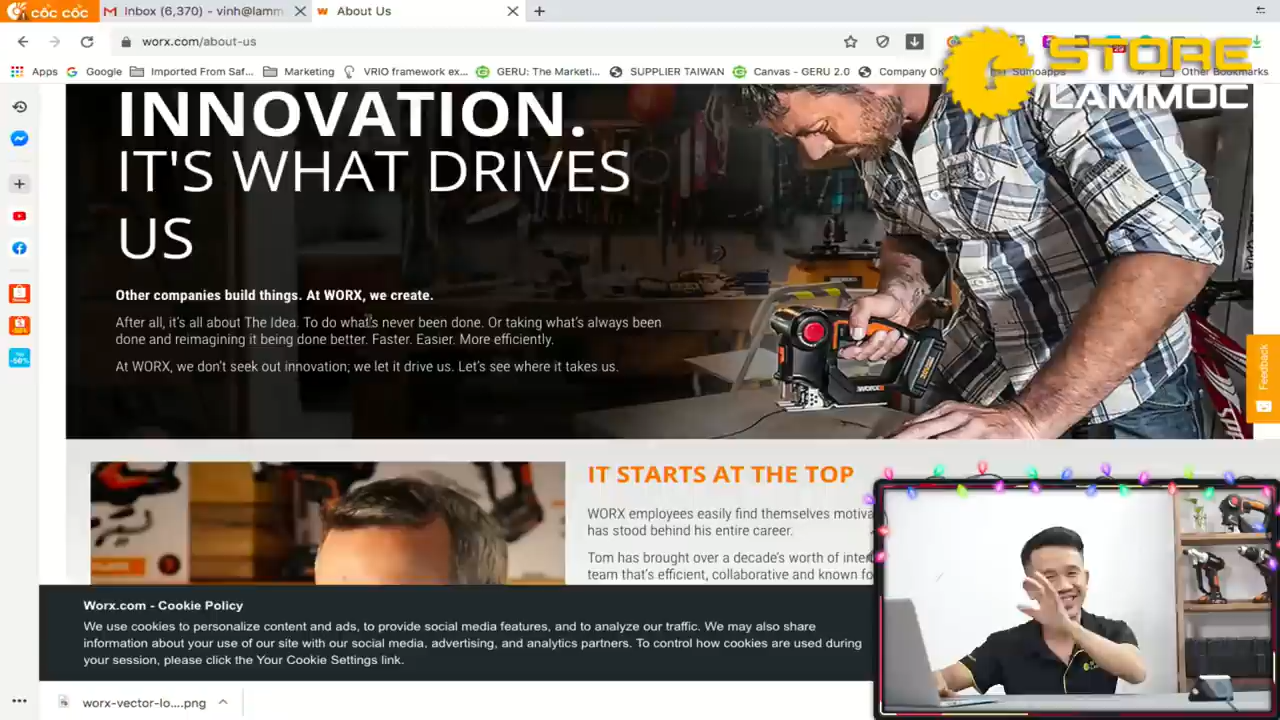 cốc cốc
Inbox (6,370) - vinh@lamm
About Us
worx.com/about-us
STORE
LAMMOC
Apps
Google
Imported From Saf...
Marketing
VRIO framework ex...
GERU: The Marketi...
SUPPLIER TAIWAN
Canvas - GERU 2.0
Company OK
Sumoapps
Other Bookmarks
INNOVATION.
IT'S WHAT DRIVES
US
Other companies build things. At WORX, we create.
After all, it's all about The Idea. To do what's never been done. Or taking what's always been
done and reimagining it being done better. Faster. Easier. More efficiently.
At WORX, we don't seek out innovation; we let it drive us. Let's see where it takes us.
WORX
Feedback
IT STARTS AT THE TOP
WORX employees easily find themselves motiva
has stood behind his entire career.
Tom has brought over a decade's worth of inter
team that's efficient, collaborative and known fo
Worx.com - Cookie Policy
We use cookies to personalize content and ads, to provide social media features, and to analyze our traffic. We may also share
information about your use of our site with our social media, advertising, and analytics partners. To control how cookies are used during
your session, please click the Your Cookie Settings link.
worx-vector-lo....png